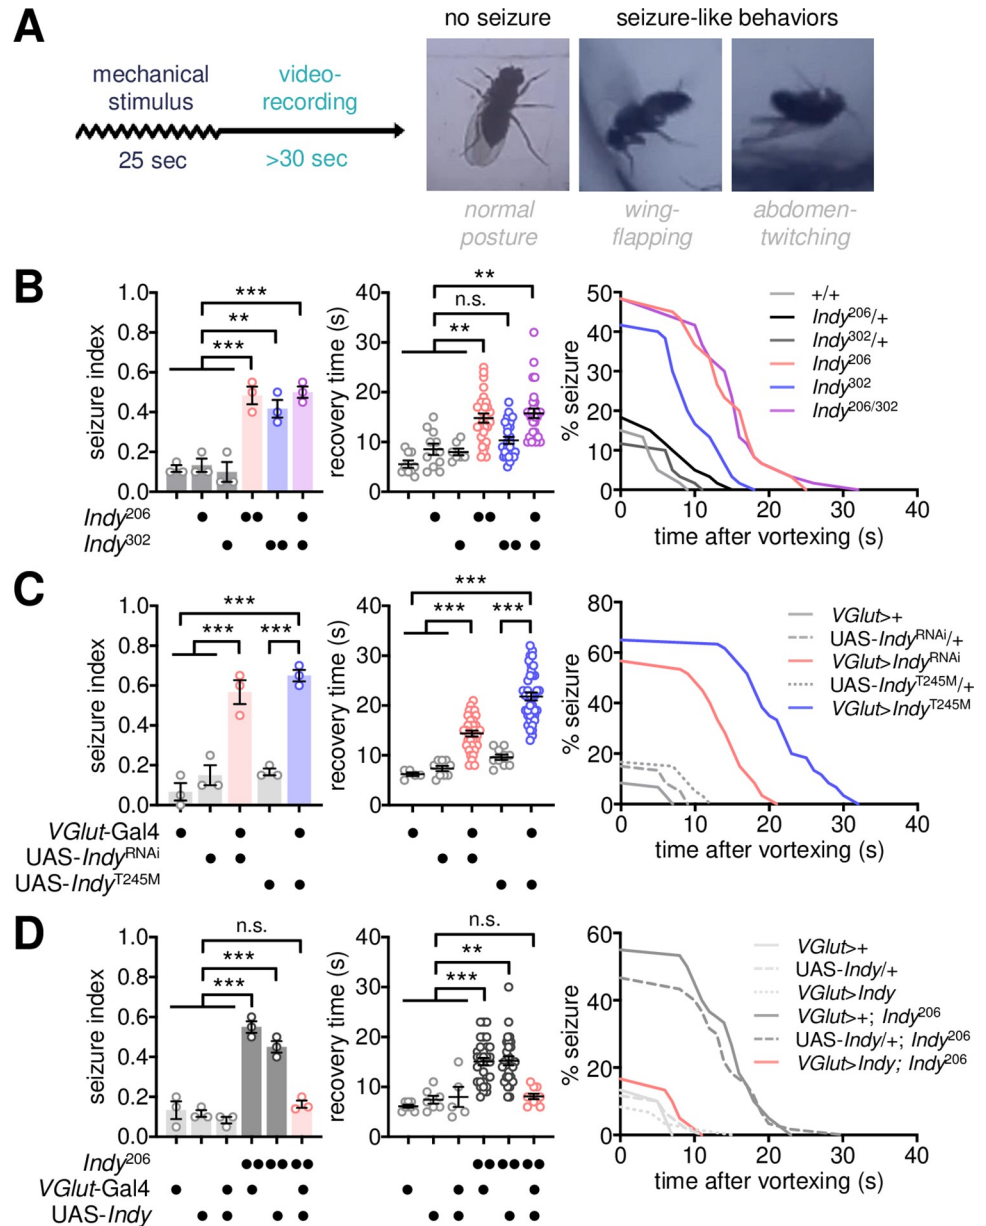 A
no seizure
seizure-like behaviors
mechanical
stimulus
video-
recording
25 sec
>30 sec
normal
posture
wing-
flapping
abdomen-
twitching
B
seizure index
1.0
0.8
0.6
0.4
0.2
0.0
***
**
***
recovery time (s)
40
30
20
10
0
**
n.s.
**
% seizure
50
40
30
20
10
0
0 10 20 30 40
time after vortexing (s)
+/+
Indy206/+
Indy302/+
Indy206
Indy302
Indy206/302
Indy206
Indy302
C
seizure index
1.0
0.8
0.6
0.4
0.2
0.0
***
*** ***
recovery time (s)
40
30
20
10
0
***
*** ***
% seizure
80
60
40
20
0
0 10 20 30 40
time after vortexing (s)
VGlut>+
UAS-IndyRNAi/+
VGlut>IndyRNAi
UAS-IndyT245M/+
VGlut>IndyT245M
VGlut-Gal4
UAS-IndyRNAi
UAS-IndyT245M
D
seizure index
1.0
0.8
0.6
0.4
0.2
0.0
n.s.
***
***
recovery time (s)
40
30
20
10
0
n.s.
**
***
% seizure
60
40
20
0
0 10 20 30 40
time after vortexing (s)
VGlut>+
UAS-Indy/+
VGlut>Indy
VGlut>+; Indy206
UAS-Indy/+; Indy206
VGlut>Indy; Indy206
Indy206
VGlut-Gal4
UAS-Indy